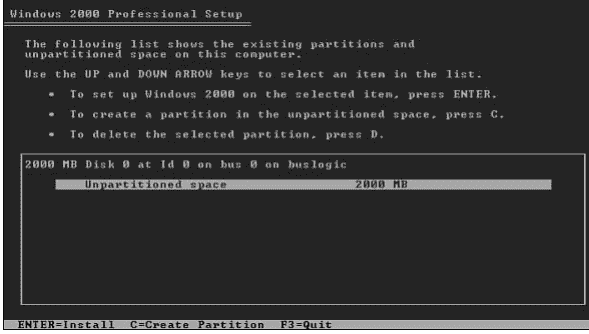 Windows 2000 Professional Setup
The following list shows the existing partitions and
unpartitioned space on this computer.
Use the UP and DOWN ARROW keys to select an item in the list.
• To set up Windows 2000 on the selected item, press ENTER.
• To create a partition in the unpartitioned space, press C.
• To delete the selected partition, press D.
2000 MB Disk 0 at Id 0 on bus 0 on buslogic
Unpartitioned space 2000 MB
ENTER=Install C=Create Partition F3=Quit